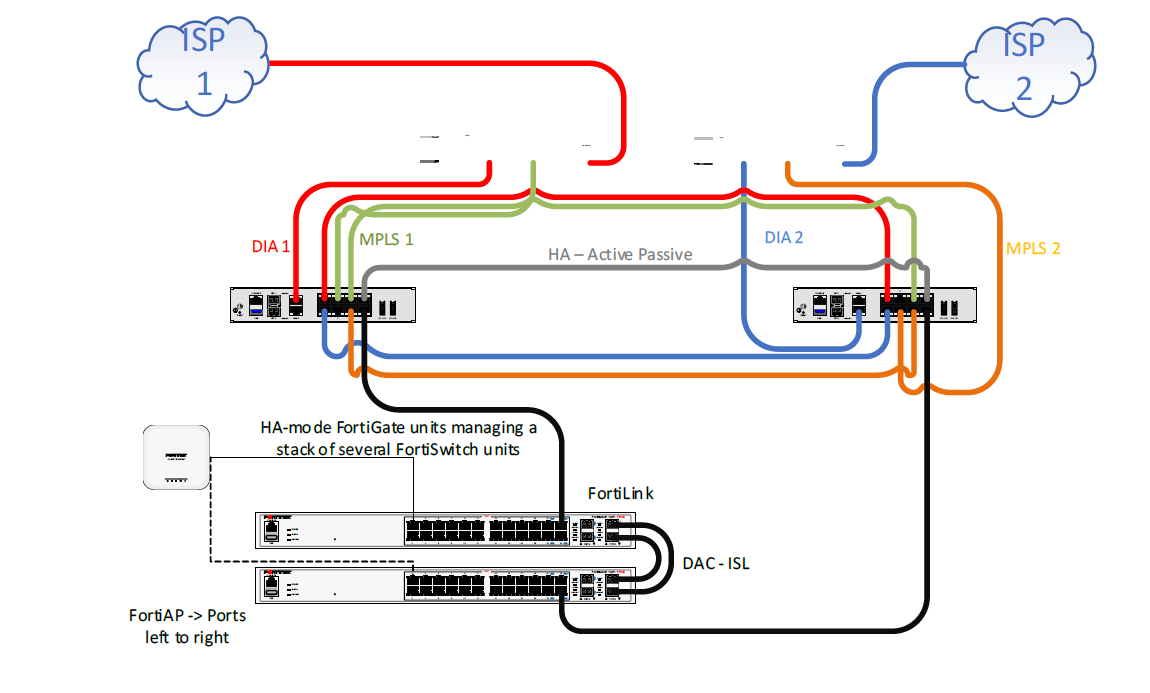 ISP
1
ISP
2
DIA 1
MPLS 1
DIA 2
MPLS 2
HA – Active Passive
HA-mode FortiGate units managing a
stack of several FortiSwitch units
FortiLink
DAC - ISL
FortiAP -> Ports
left to right